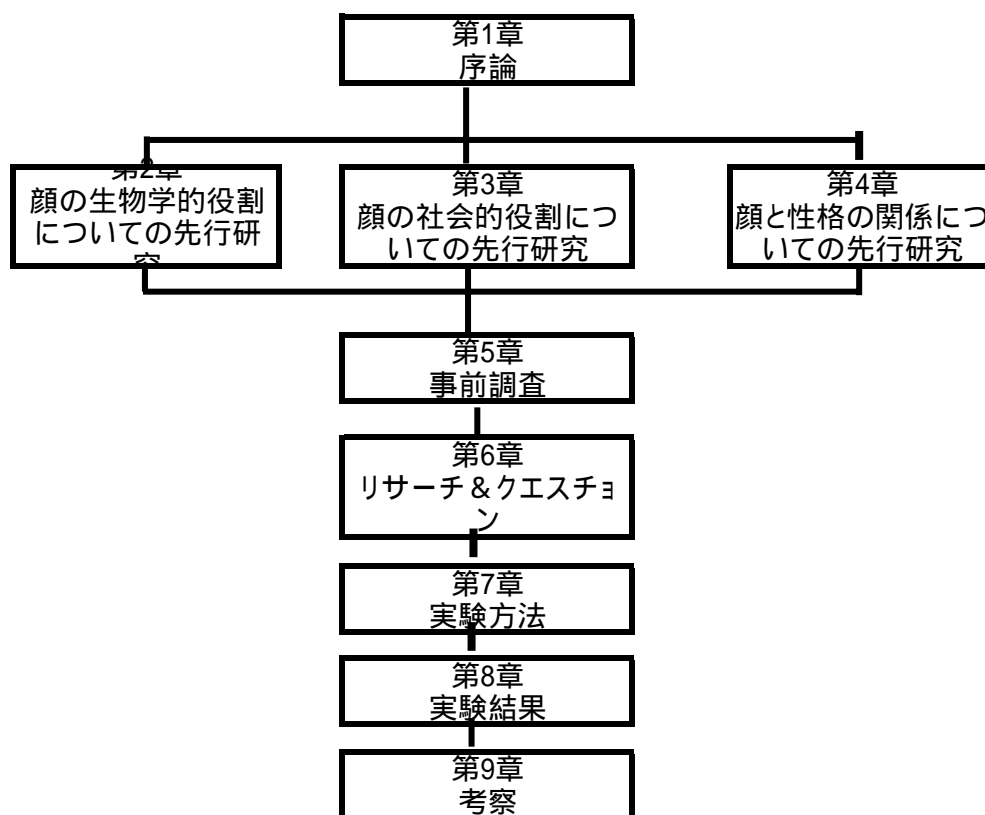 第1章
序論
第2章
顔の生物学的役割
についての先行研
究
第3章
顔の社会的役割につ
いての先行研究
第4章
顔と性格の関係につ
いての先行研究
第5章
事前調査
第6章
リサーチ＆クエスチョ
ン
第7章
実験方法
第8章
実験結果
第9章
考察